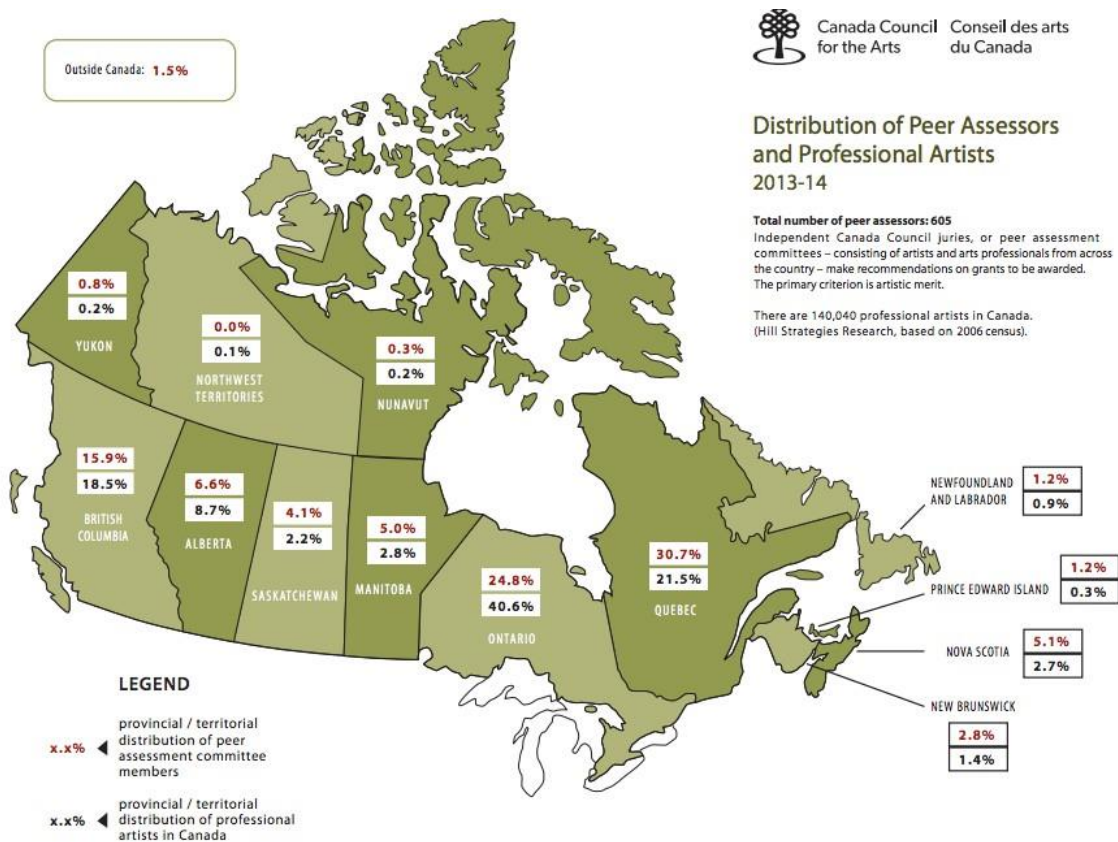 Outside Canada: 1.5%
Canada Council
for the Arts
Conseil des arts
du Canada
Distribution of Peer Assessors
and Professional Artists
2013-14
Total number of peer assessors: 605
Independent Canada Council juries, or peer assessment
committees – consisting of artists and arts professionals from across
the country – make recommendations on grants to be awarded.
The primary criterion is artistic merit.
There are 140,040 professional artists in Canada.
(Hill Strategies Research, based on 2006 census).
0.8%
0.2%
YUKON
0.0%
0.1%
NORTHWEST
TERRITORIES
0.3%
0.2%
NUNAVUT
15.9%
18.5%
BRITISH
COLUMBIA
6.6%
8.7%
ALBERTA
4.1%
2.2%
SASKATCHEWAN
5.0%
2.8%
MANITOBA
24.8%
40.6%
ONTARIO
30.7%
21.5%
QUEBEC
NEWFOUNDLAND
AND LABRADOR
1.2%
0.9%
PRINCE EDWARD ISLAND
1.2%
0.3%
NOVA SCOTIA
5.1%
2.7%
NEW BRUNSWICK
2.8%
1.4%
LEGEND
x.x%
provincial / territorial
distribution of peer
assessment committee
members
x.x%
provincial / territorial
distribution of professional
artists in Canada